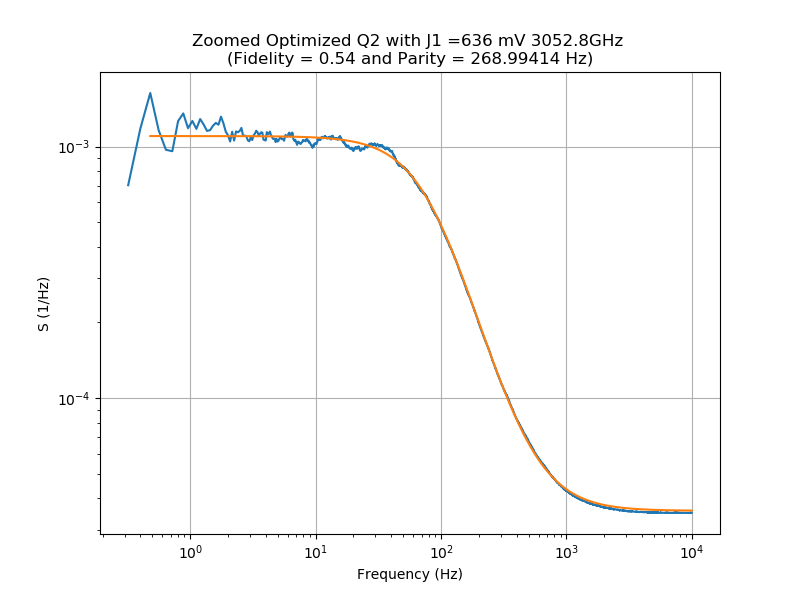 Zoomed Optimized Q2 with J1 =636 mV 3052.8GHz
(Fidelity = 0.54 and Parity = 268.99414 Hz)
10⁻³
10⁻⁴
S (1/Hz)
10⁰ 10¹ 10² 10³ 10⁴
Frequency (Hz)